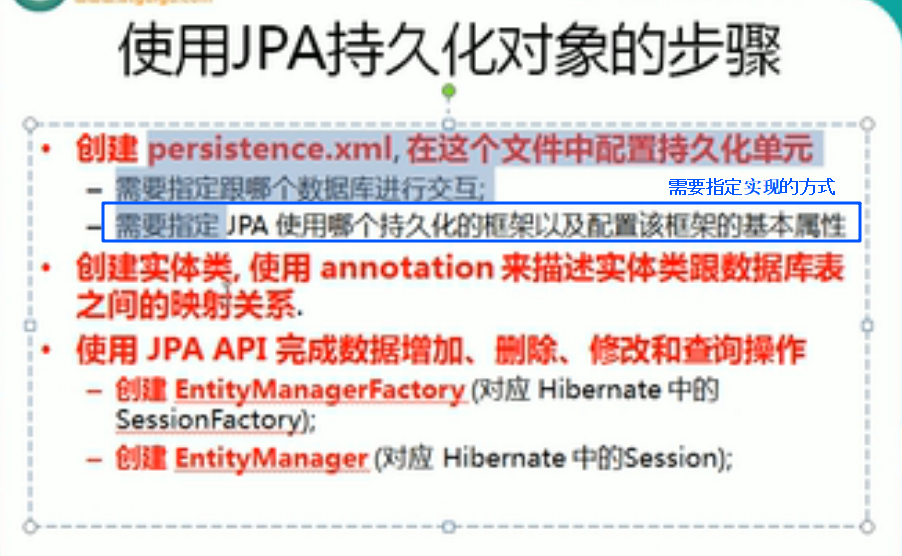 使用JPA持久化对象的步骤
• 创建 persistence.xml, 在这个文件中配置持久化单元
– 需要指定跟哪个数据库进行交互;
需要指定实现的方式
– 需要指定 JPA 使用哪个持久化的框架以及配置该框架的基本属性
• 创建实体类, 使用 annotation 来描述实体类跟数据库表
之间的映射关系.
• 使用 JPA API 完成数据增加、删除、修改和查询操作
– 创建 EntityManagerFactory (对应 Hibernate 中的
SessionFactory);
– 创建 EntityManager (对应 Hibernate 中的Session);